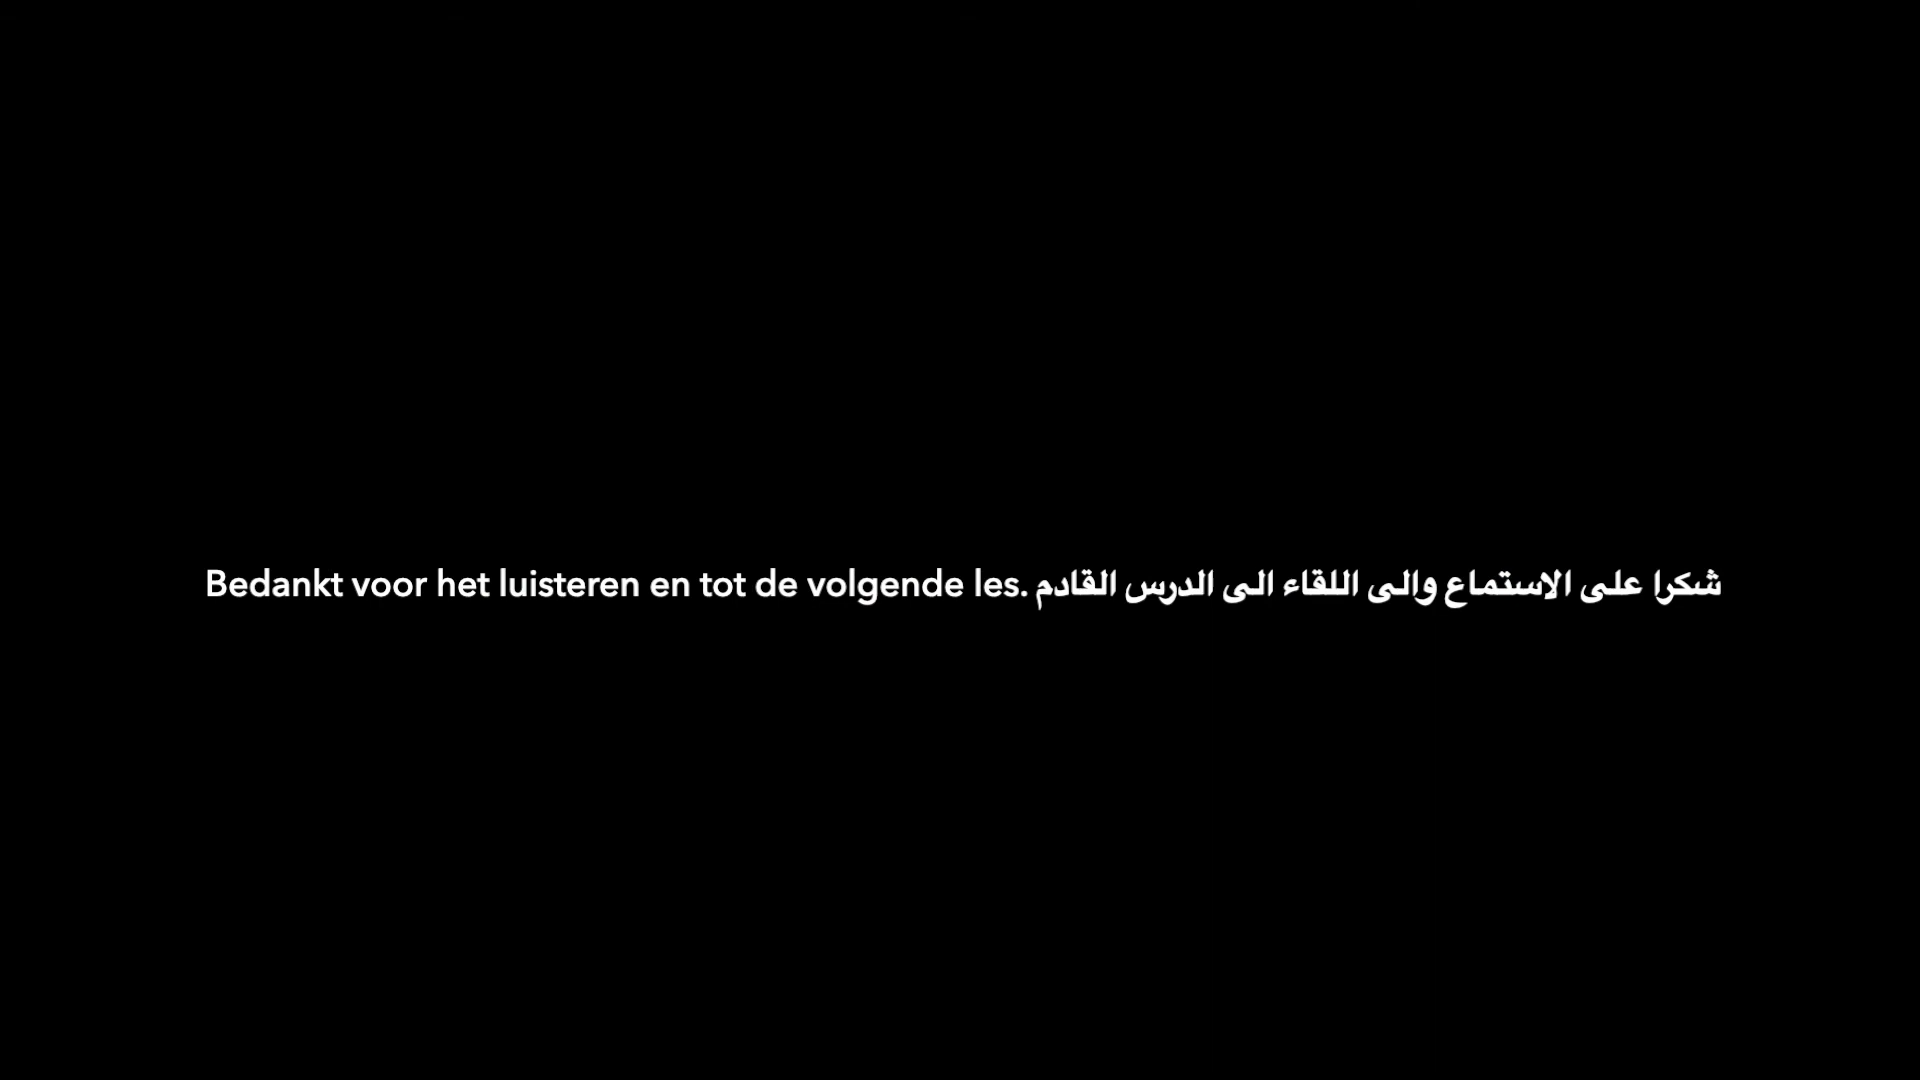 Bedankt voor het luisteren en tot de volgende les. شكرا على الاستماع والى اللقاء الى الدرس القادم